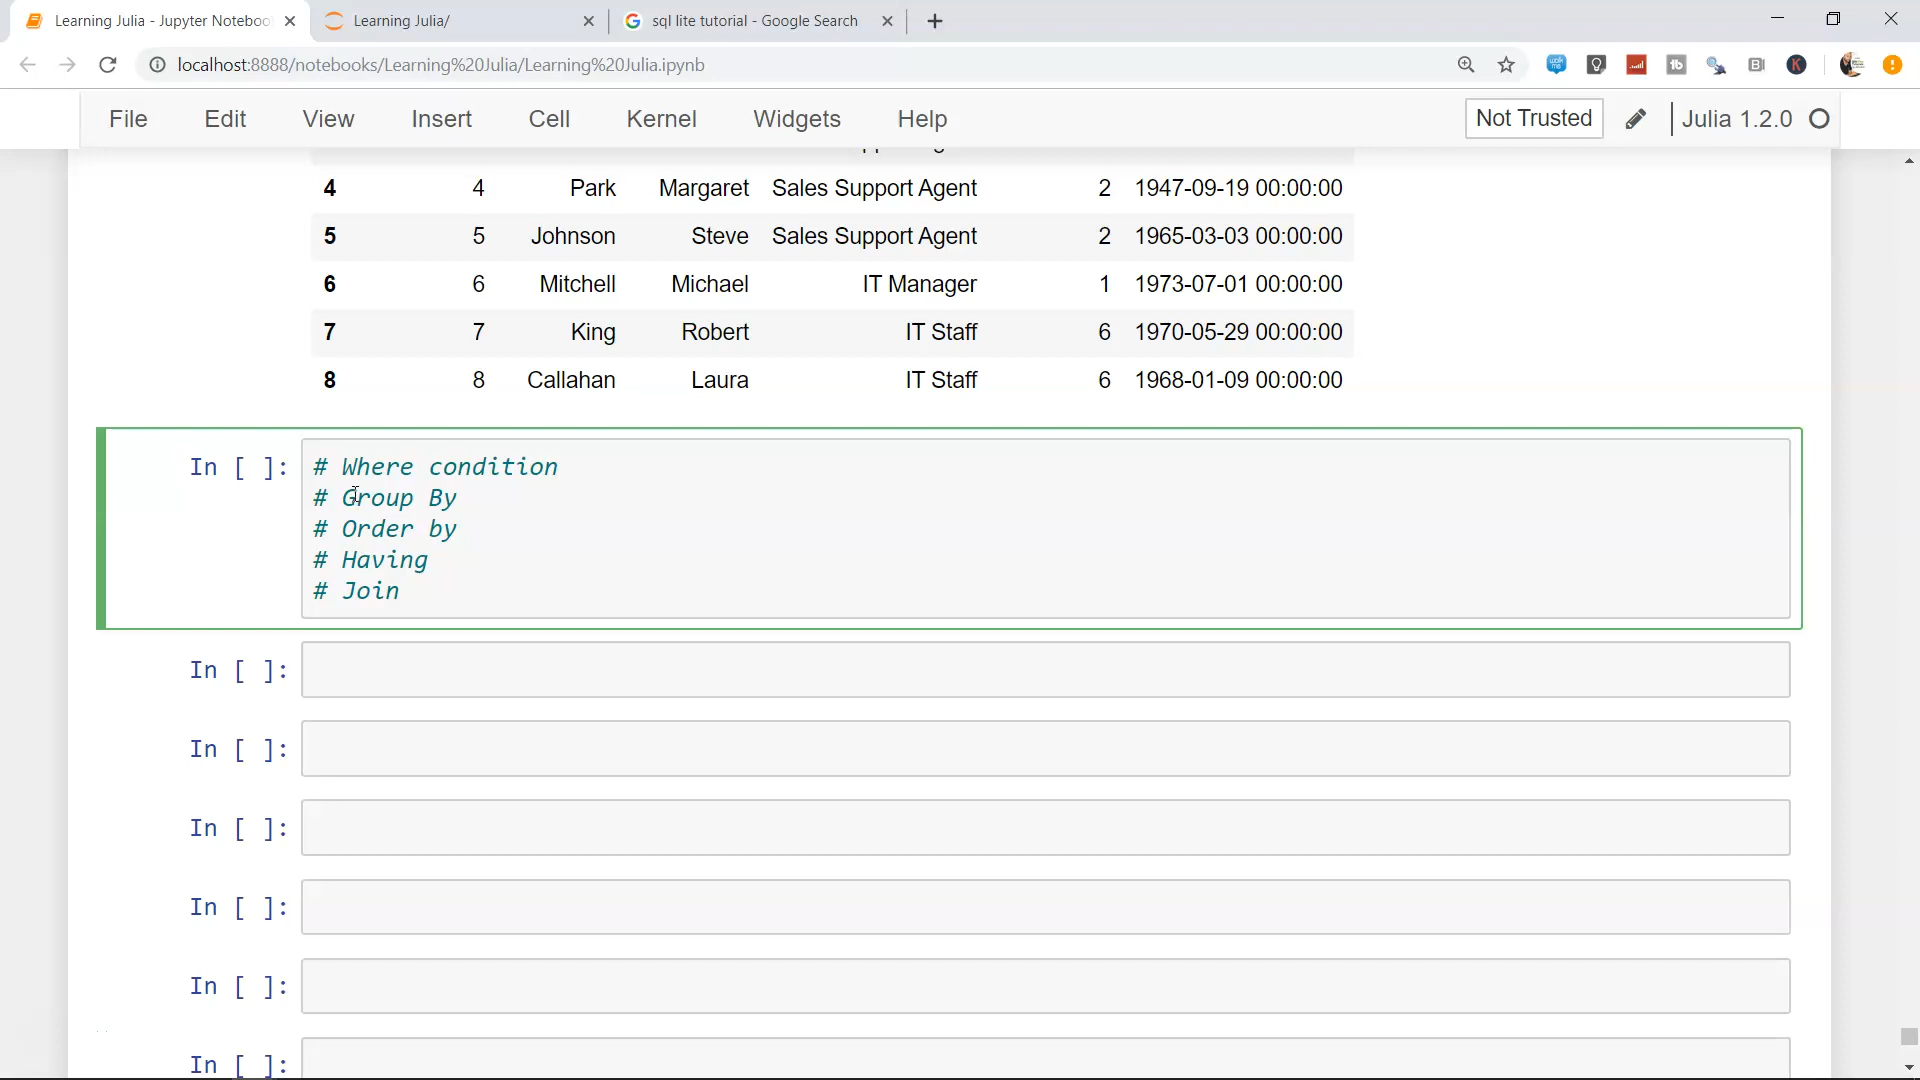 Learning Julia - Jupyter Noteboo
Learning Julia/
sql lite tutorial - Google Search
localhost:8888/notebooks/Learning%20Julia/Learning%20Julia.ipynb
File Edit View Insert Cell Kernel Widgets Help Not Trusted Julia 1.2.0
4 4 Park Margaret Sales Support Agent 2 1947-09-19 00:00:00
5 5 Johnson Steve Sales Support Agent 2 1965-03-03 00:00:00
6 6 Mitchell Michael IT Manager 1 1973-07-01 00:00:00
7 7 King Robert IT Staff 6 1970-05-29 00:00:00
8 8 Callahan Laura IT Staff 6 1968-01-09 00:00:00
In [ ]: # Where condition
# Group By
# Order by
# Having
# Join
In [ ]:
In [ ]:
In [ ]:
In [ ]:
In [ ]:
In [ ]: